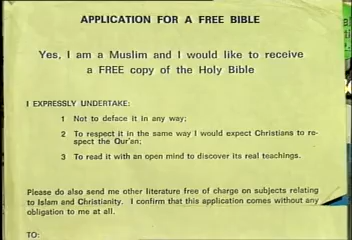 APPLICATION FOR A FREE BIBLE
Yes, I am a Muslim and I would like to receive
a FREE copy of the Holy Bible
I EXPRESSLY UNDERTAKE:
1 Not to deface it in any way;
2 To respect it in the same way I would expect Christians to re-
spect the Qur'an;
3 To read it with an open mind to discover its real teachings.
Please do also send me other literature free of charge on subjects relating
to Islam and Christianity. I confirm that this application comes without any
obligation to me at all.
TO: